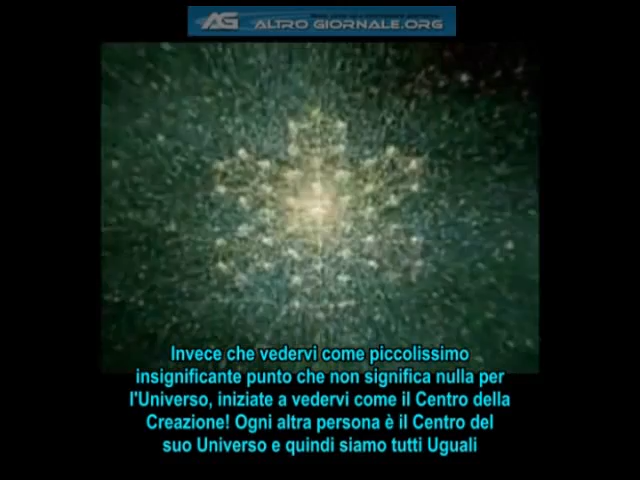 AG ALTRO GIORNALE.ORG
Invece che vedervi come piccolissimo
insignificante punto che non significa nulla per
l'Universo, iniziate a vedervi come il Centro della
Creazione! Ogni altra persona è il Centro del
suo Universo e quindi siamo tutti Uguali